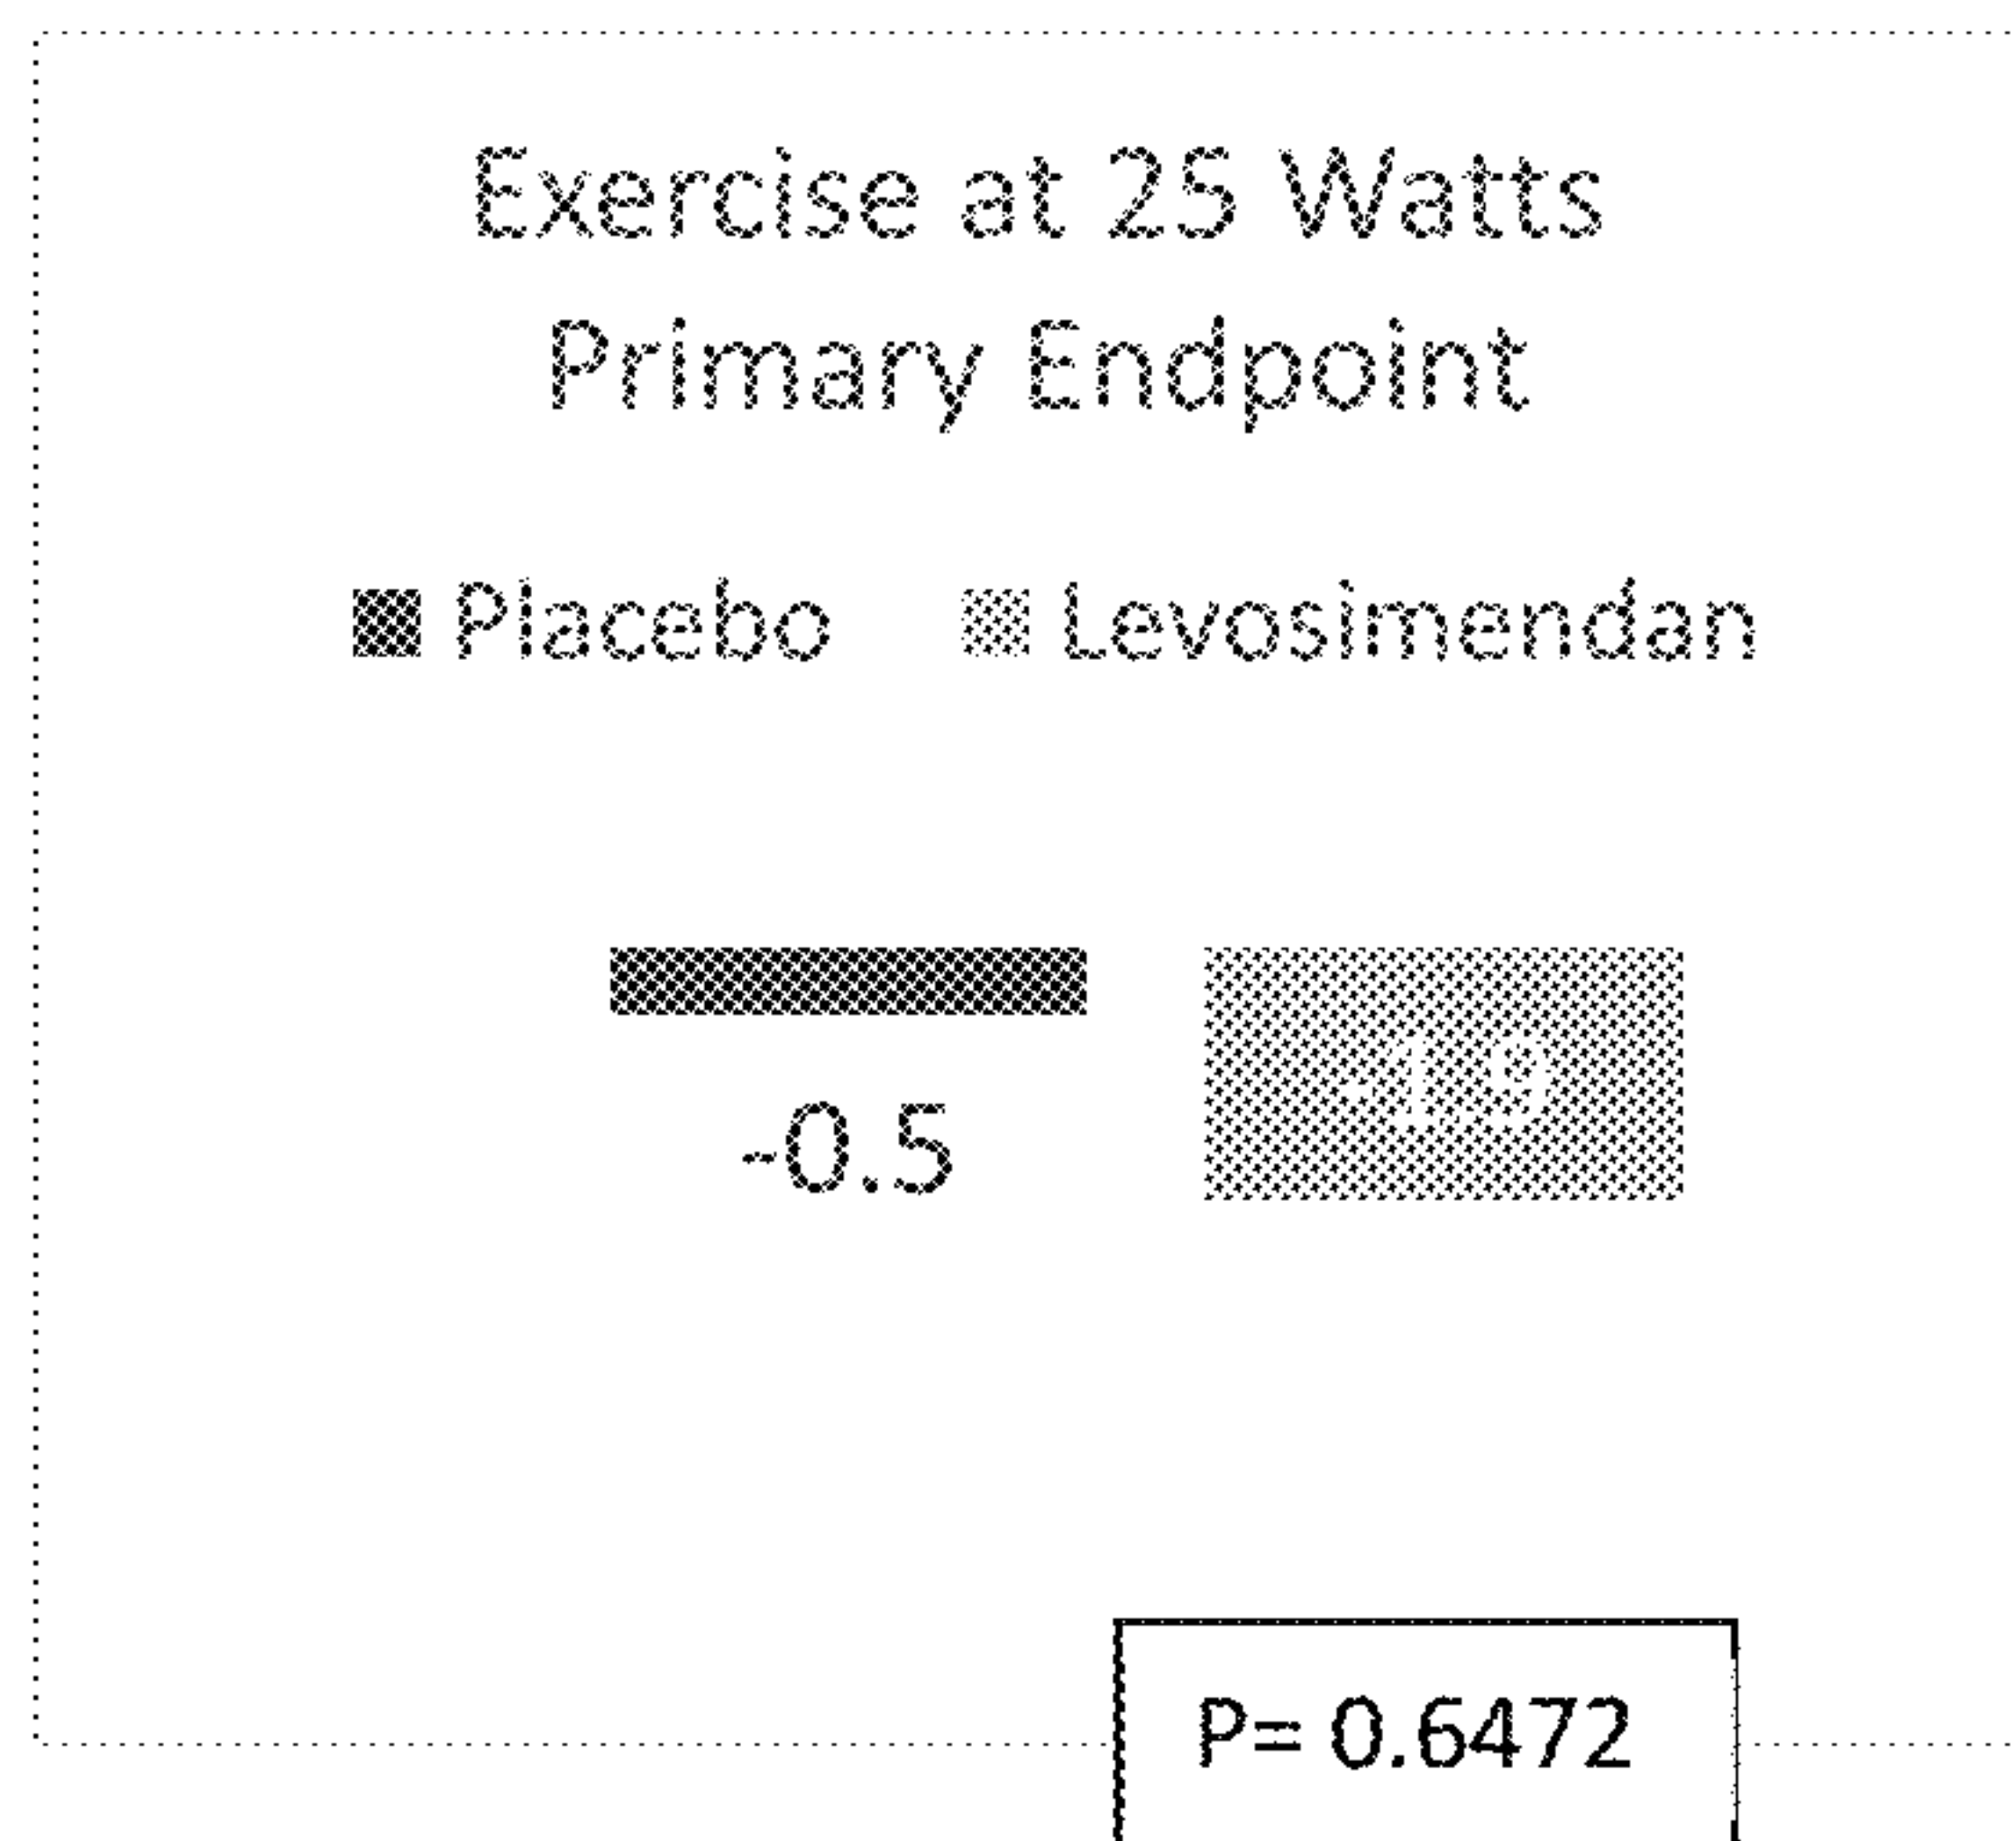 Exercise at 25 Watts
Primary Endpoint
Placebo Levosimendan
-0.5
P= 0.6472